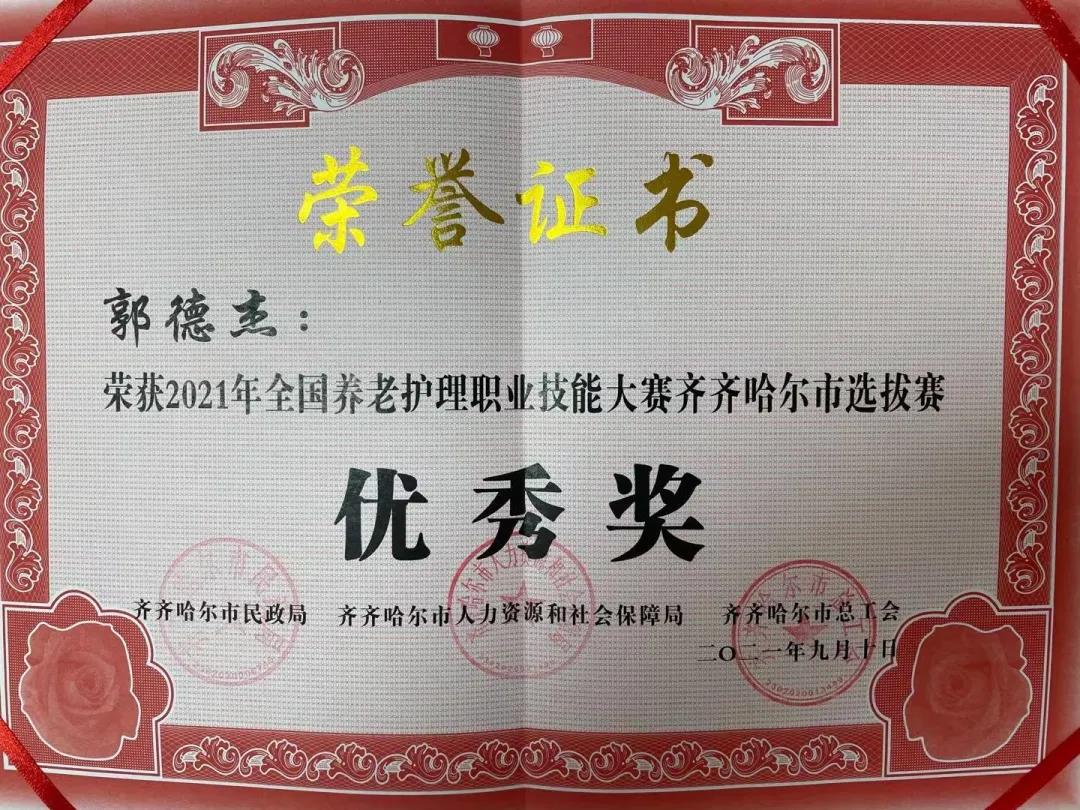 荣誉证书
郭德杰：
荣获2021年全国养老护理职业技能大赛齐齐哈尔市选拔赛
优秀奖
齐齐哈尔市民政局 齐齐哈尔市人力资源和社会保障局 齐齐哈尔市总工会
二〇二一年九月十日